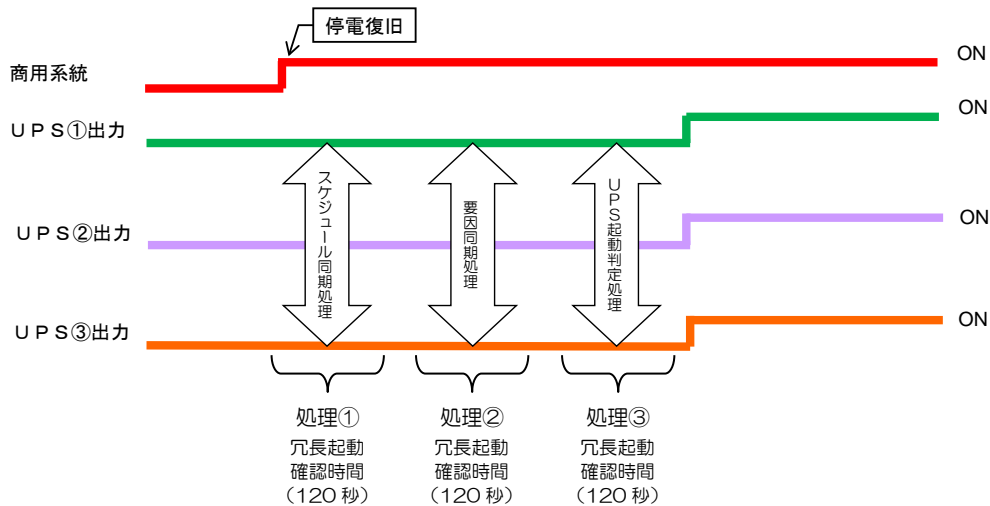 停電復旧
商用系統
ON
ＵＰＳ①出力
ON
ＵＰＳ②出力
ON
ＵＰＳ③出力
ON
スケジュール同期処理
要因同期処理
ＵＰＳ起動判定処理
処理①
冗長起動
確認時間
（120 秒）
処理②
冗長起動
確認時間
（120 秒）
処理③
冗長起動
確認時間
（120 秒）